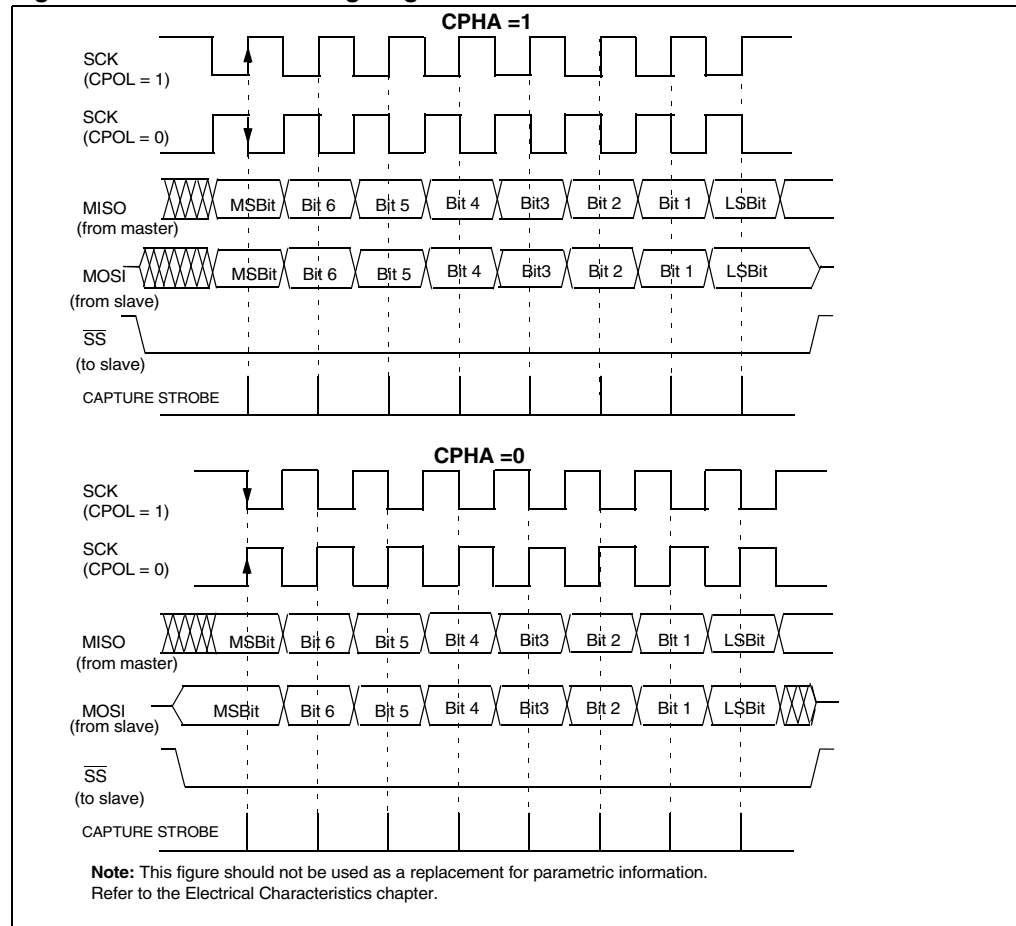 CPHA =1
SCK
(CPOL = 1)
SCK
(CPOL = 0)
MISO
(from master)
MSBit Bit 6 Bit 5 Bit 4 Bit3 Bit 2 Bit 1 LSBit
MOSI
(from slave)
MSBit Bit 6 Bit 5 Bit 4 Bit3 Bit 2 Bit 1 LSBit
SS
(to slave)
CAPTURE STROBE
CPHA =0
SCK
(CPOL = 1)
SCK
(CPOL = 0)
MISO
(from master)
MSBit Bit 6 Bit 5 Bit 4 Bit3 Bit 2 Bit 1 LSBit
MOSI
(from slave)
MSBit Bit 6 Bit 5 Bit 4 Bit3 Bit 2 Bit 1 LSBit
SS
(to slave)
CAPTURE STROBE
Note: This figure should not be used as a replacement for parametric information.
Refer to the Electrical Characteristics chapter.